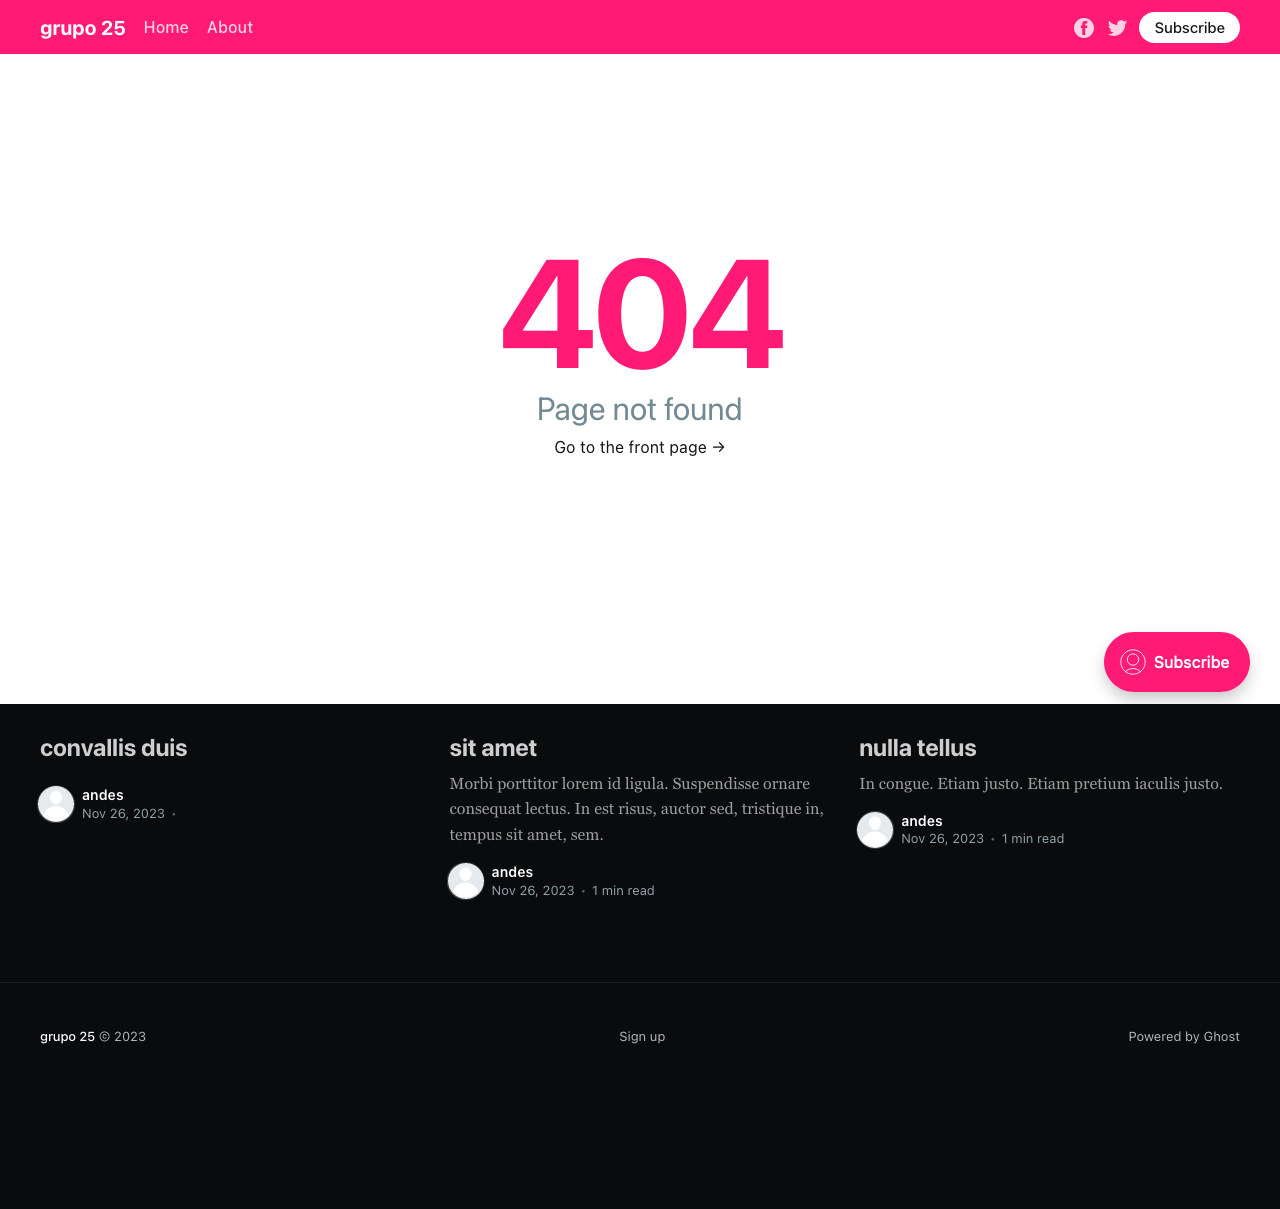 grupo 25 Home About Subscribe
404
Page not found
Go to the front page →
Subscribe
convallis duis
andes
Nov 26, 2023 •
sit amet
Morbi porttitor lorem id ligula. Suspendisse ornare
consequat lectus. In est risus, auctor sed, tristique in,
tempus sit amet, sem.
andes
Nov 26, 2023 • 1 min read
nulla tellus
In congue. Etiam justo. Etiam pretium iaculis justo.
andes
Nov 26, 2023 • 1 min read
grupo 25 © 2023 Sign up Powered by Ghost